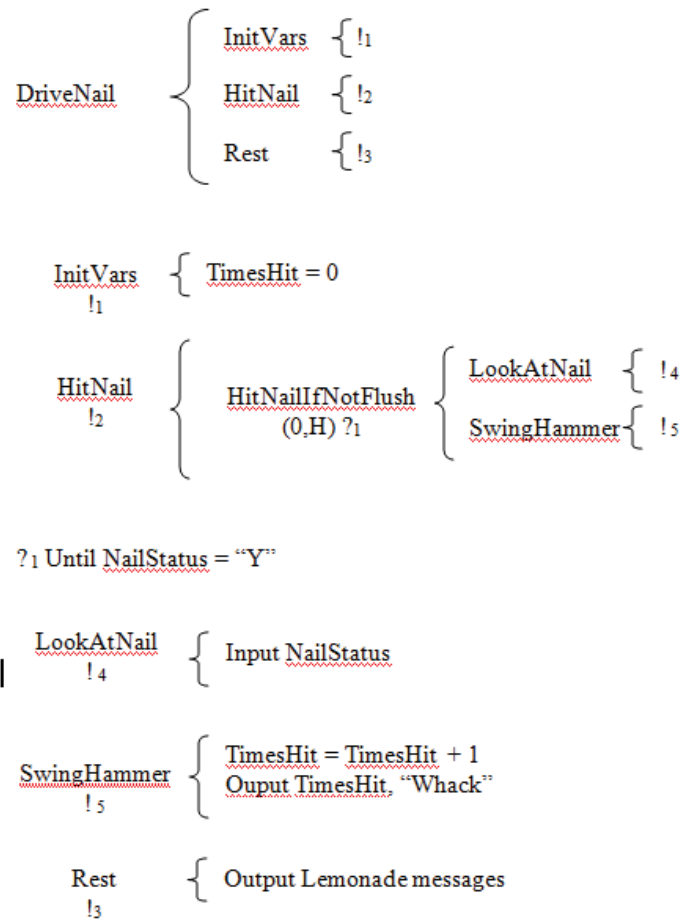 InitVars { !1
DriveNail { HitNail { !2
Rest { !3
InitVars { TimesHit = 0
!1
LookAtNail { !4
HitNail { HitNailIfNotFlush {
!2 (0,H) ?1 SwingHammer { !5
?1 Until NailStatus = “Y”
LookAtNail { Input NailStatus
!4
TimesHit = TimesHit + 1
SwingHammer { Ouput TimesHit, “Whack”
!5
Rest { Output Lemonade messages
!3